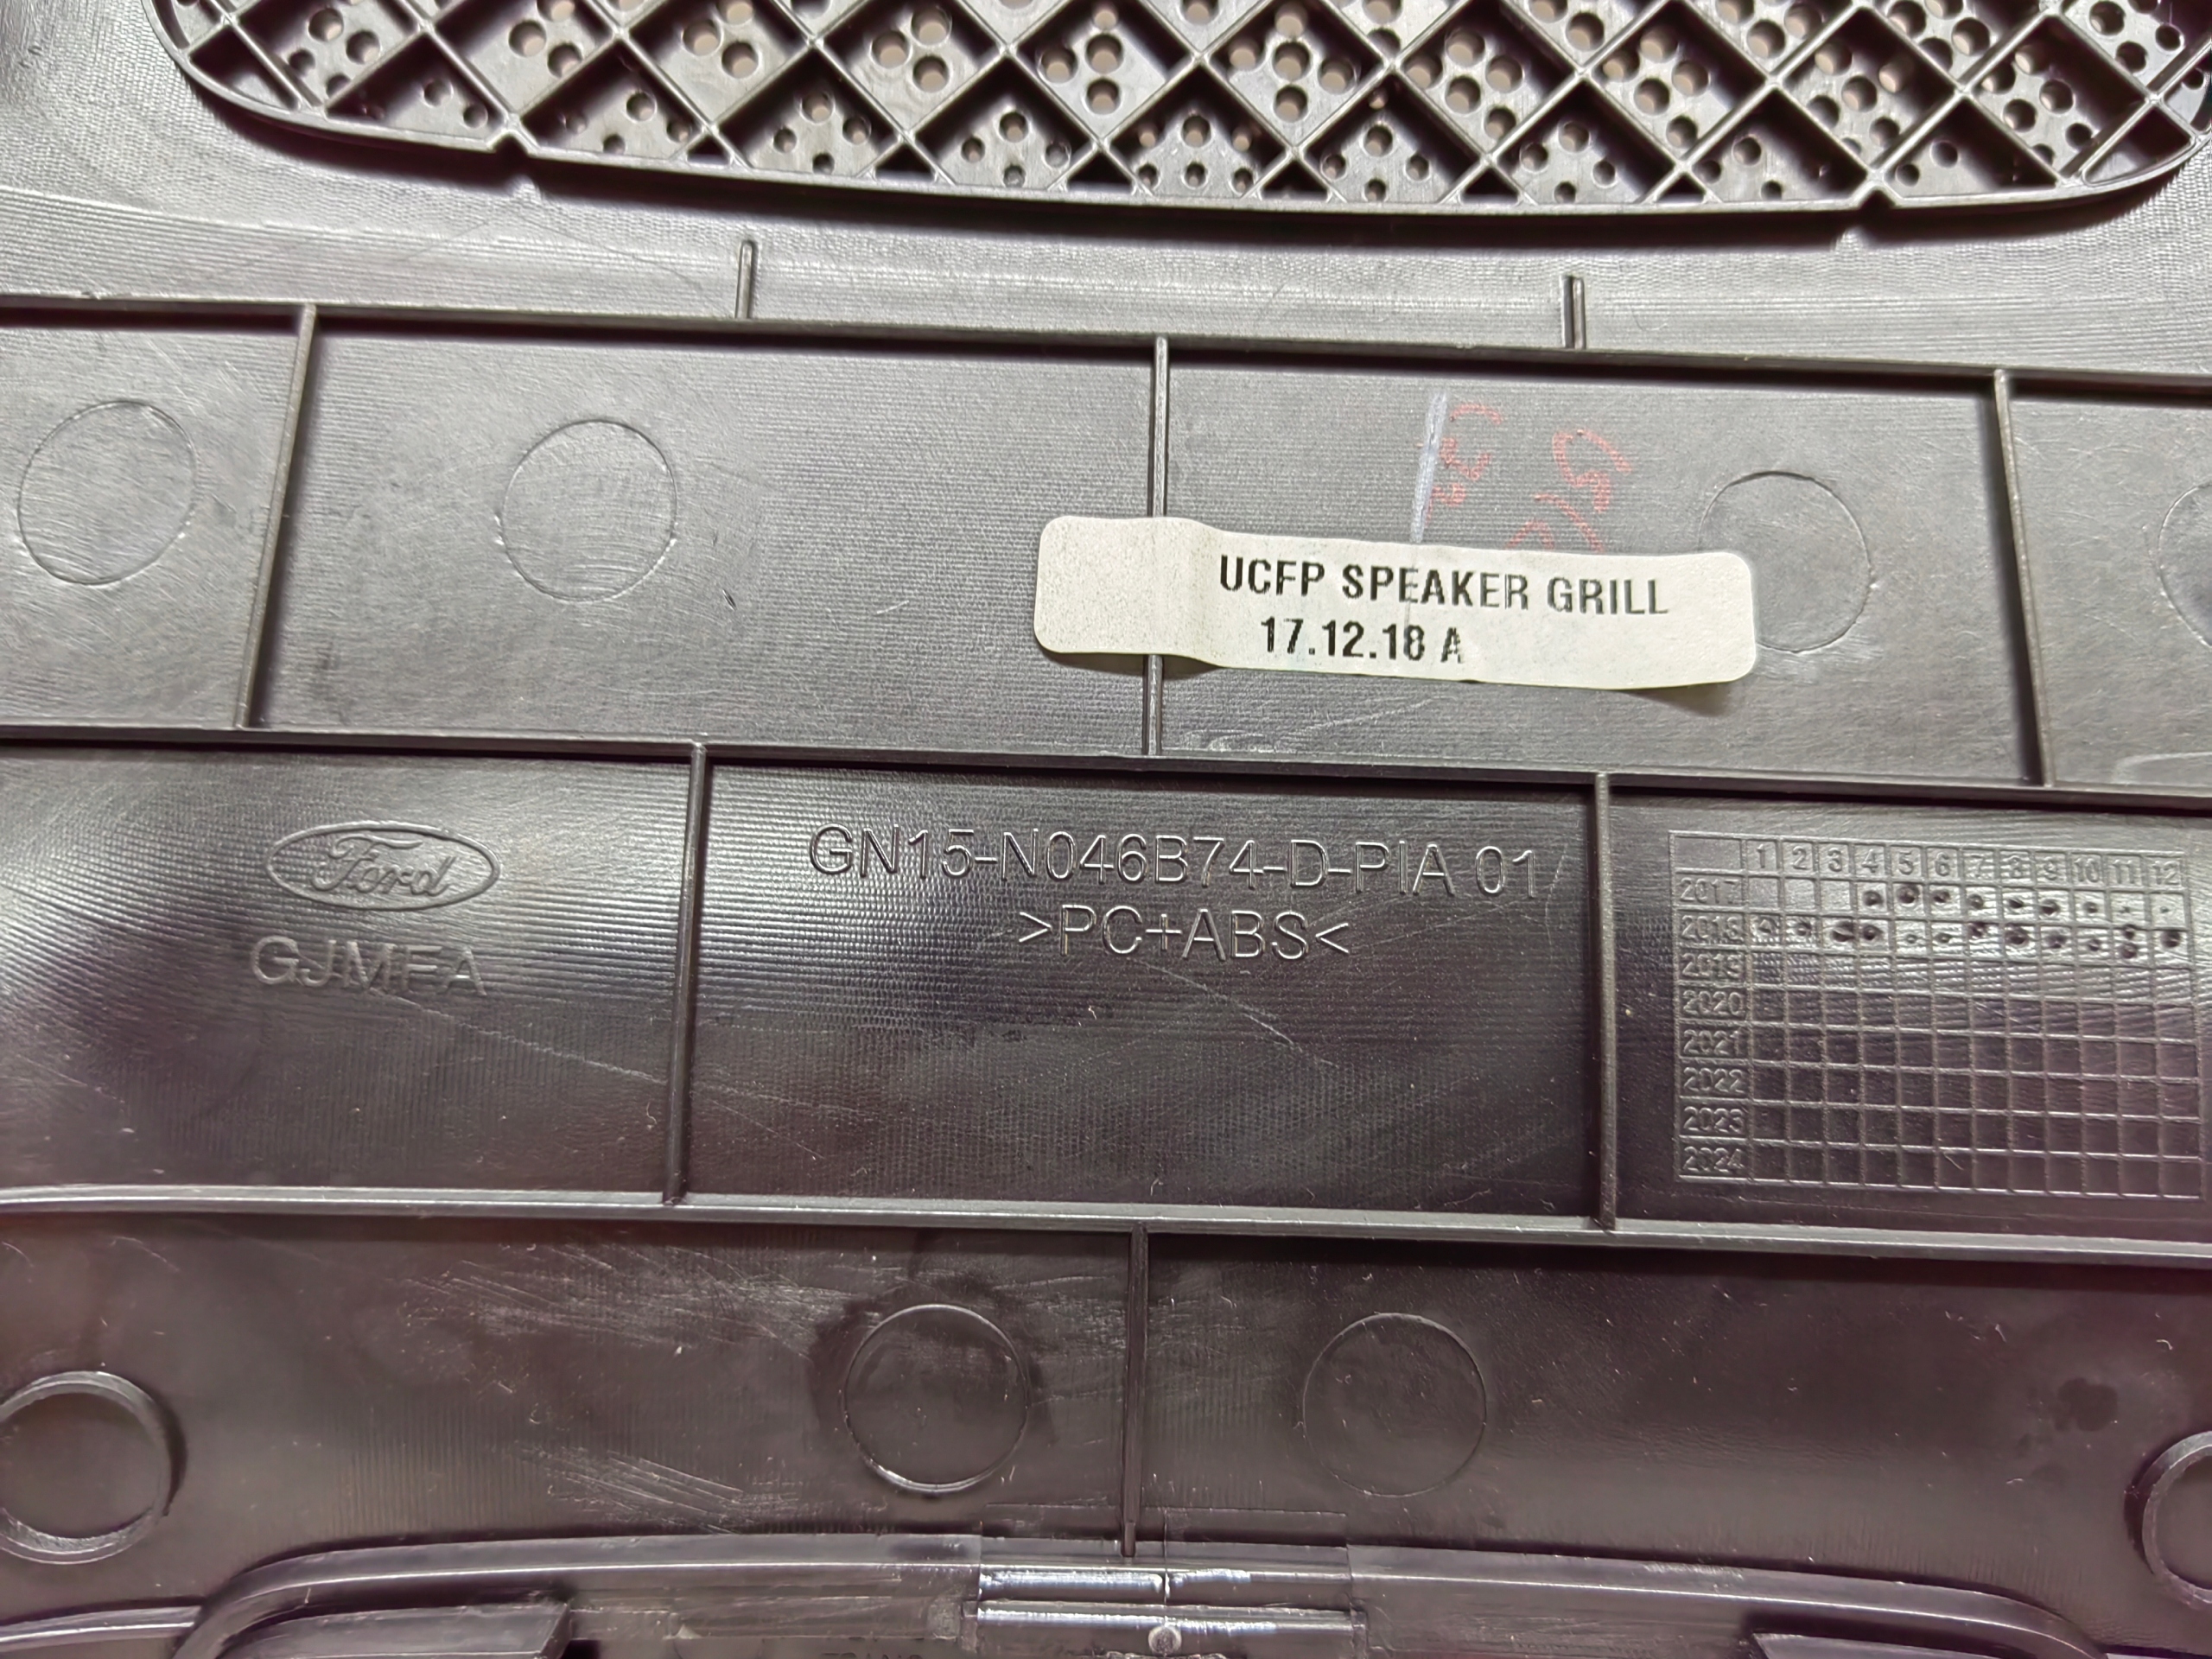 UCFP SPEAKER GRILL
17.12.18 A
Ford
GJMFA
GN15-N046B74-D-PIA 01
>PC+ABS<
1 2 3 4 5 6 7 8 9 10 11 12
2017
2018
2019
2020
2021
2022
2023
2024